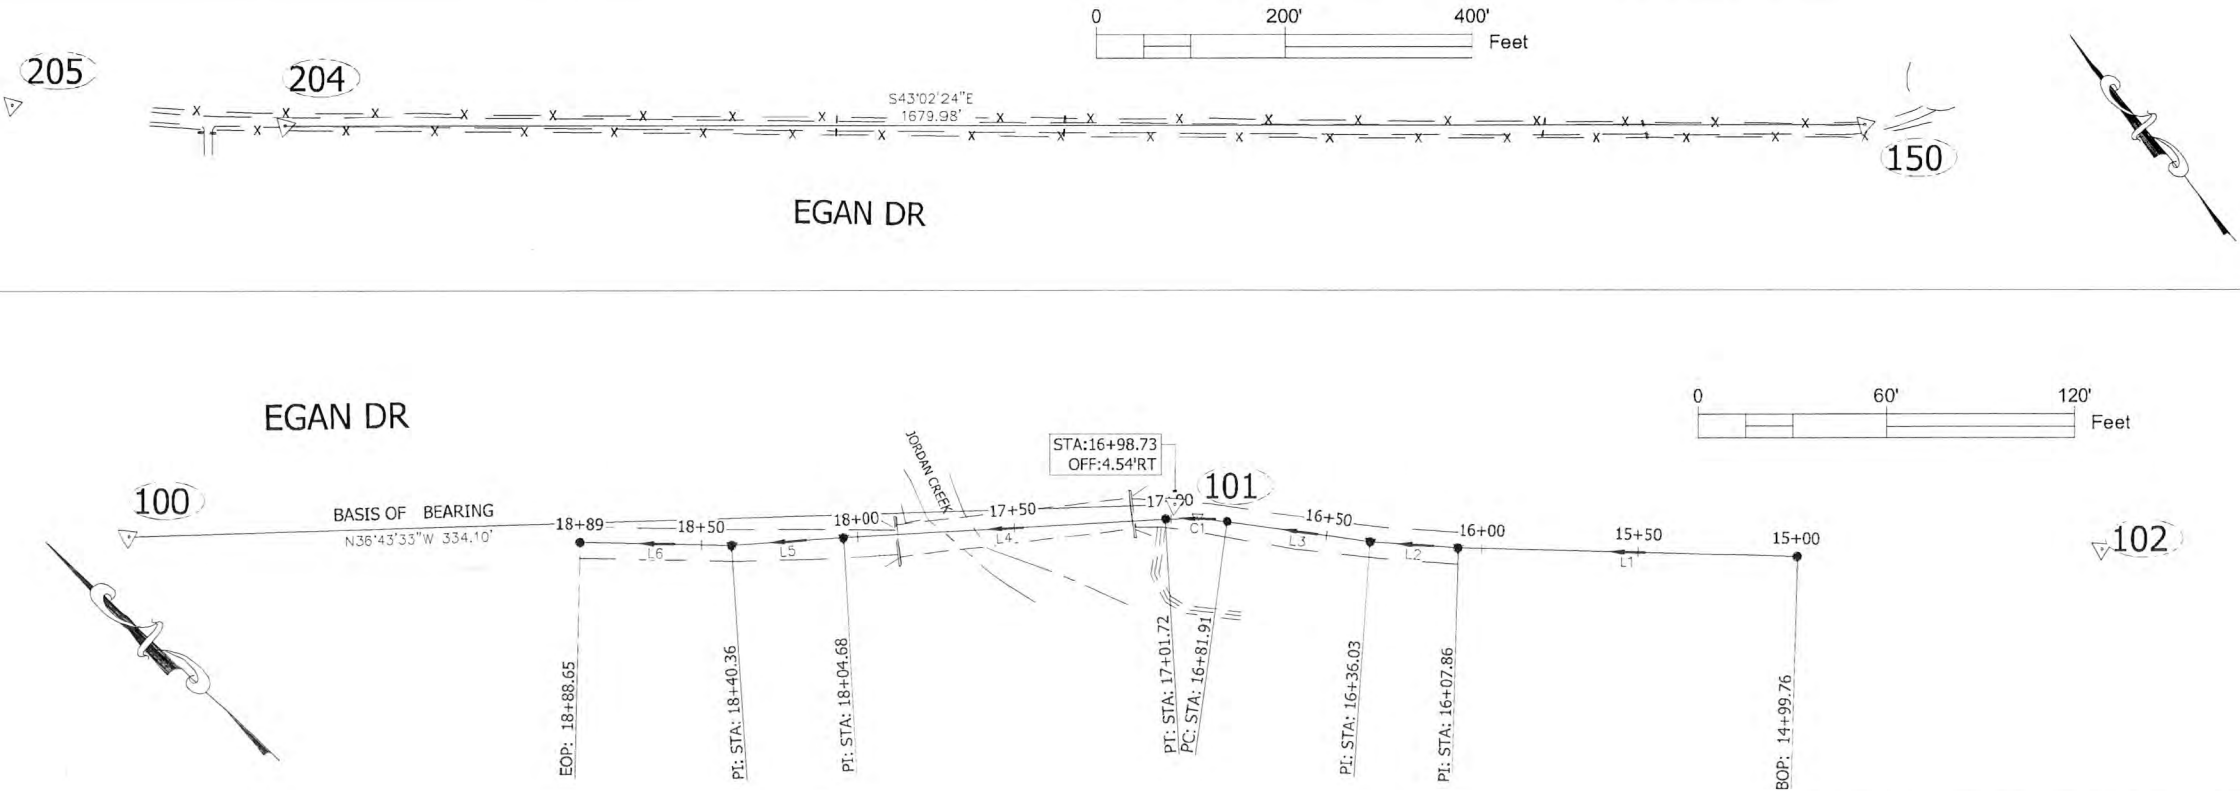 0 200' 400'
Feet
205
204
S43°02'24"E
1679.98'
150
EGAN DR
0 60' 120'
Feet
EGAN DR
STA:16+98.73
OFF:4.54'RT
JORDAN CREEK
100
BASIS OF BEARING
N36°43'33"W 334.10'
101
102
18+89
18+50
18+00
17+50
17+00
16+50
16+00
15+50
15+00
L6
L5
L4
C1
L3
L2
L1
EOP: 18+88.65
PI: STA: 18+40.36
PI: STA: 18+04.68
PT: STA: 17+01.72
PC: STA: 16+81.91
PI: STA: 16+36.03
PI: STA: 16+07.86
BOP: 14+99.76